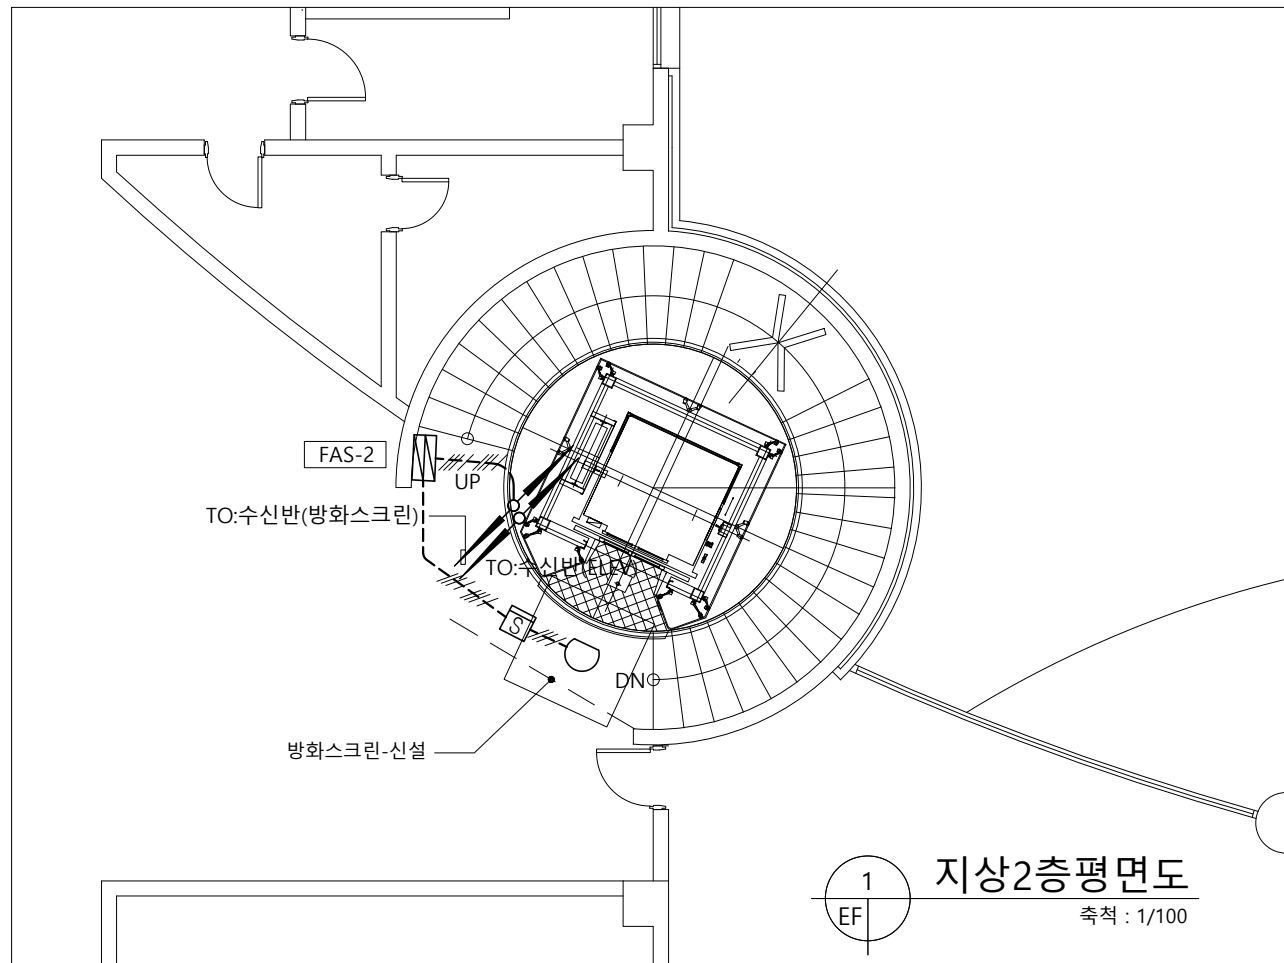 FAS-2
UP
TO:수신반(방화스크린)
TO:수신반(ELEV)
S
DN
방화스크린-신설
1
EF
지상2층평면도
축척 : 1/100